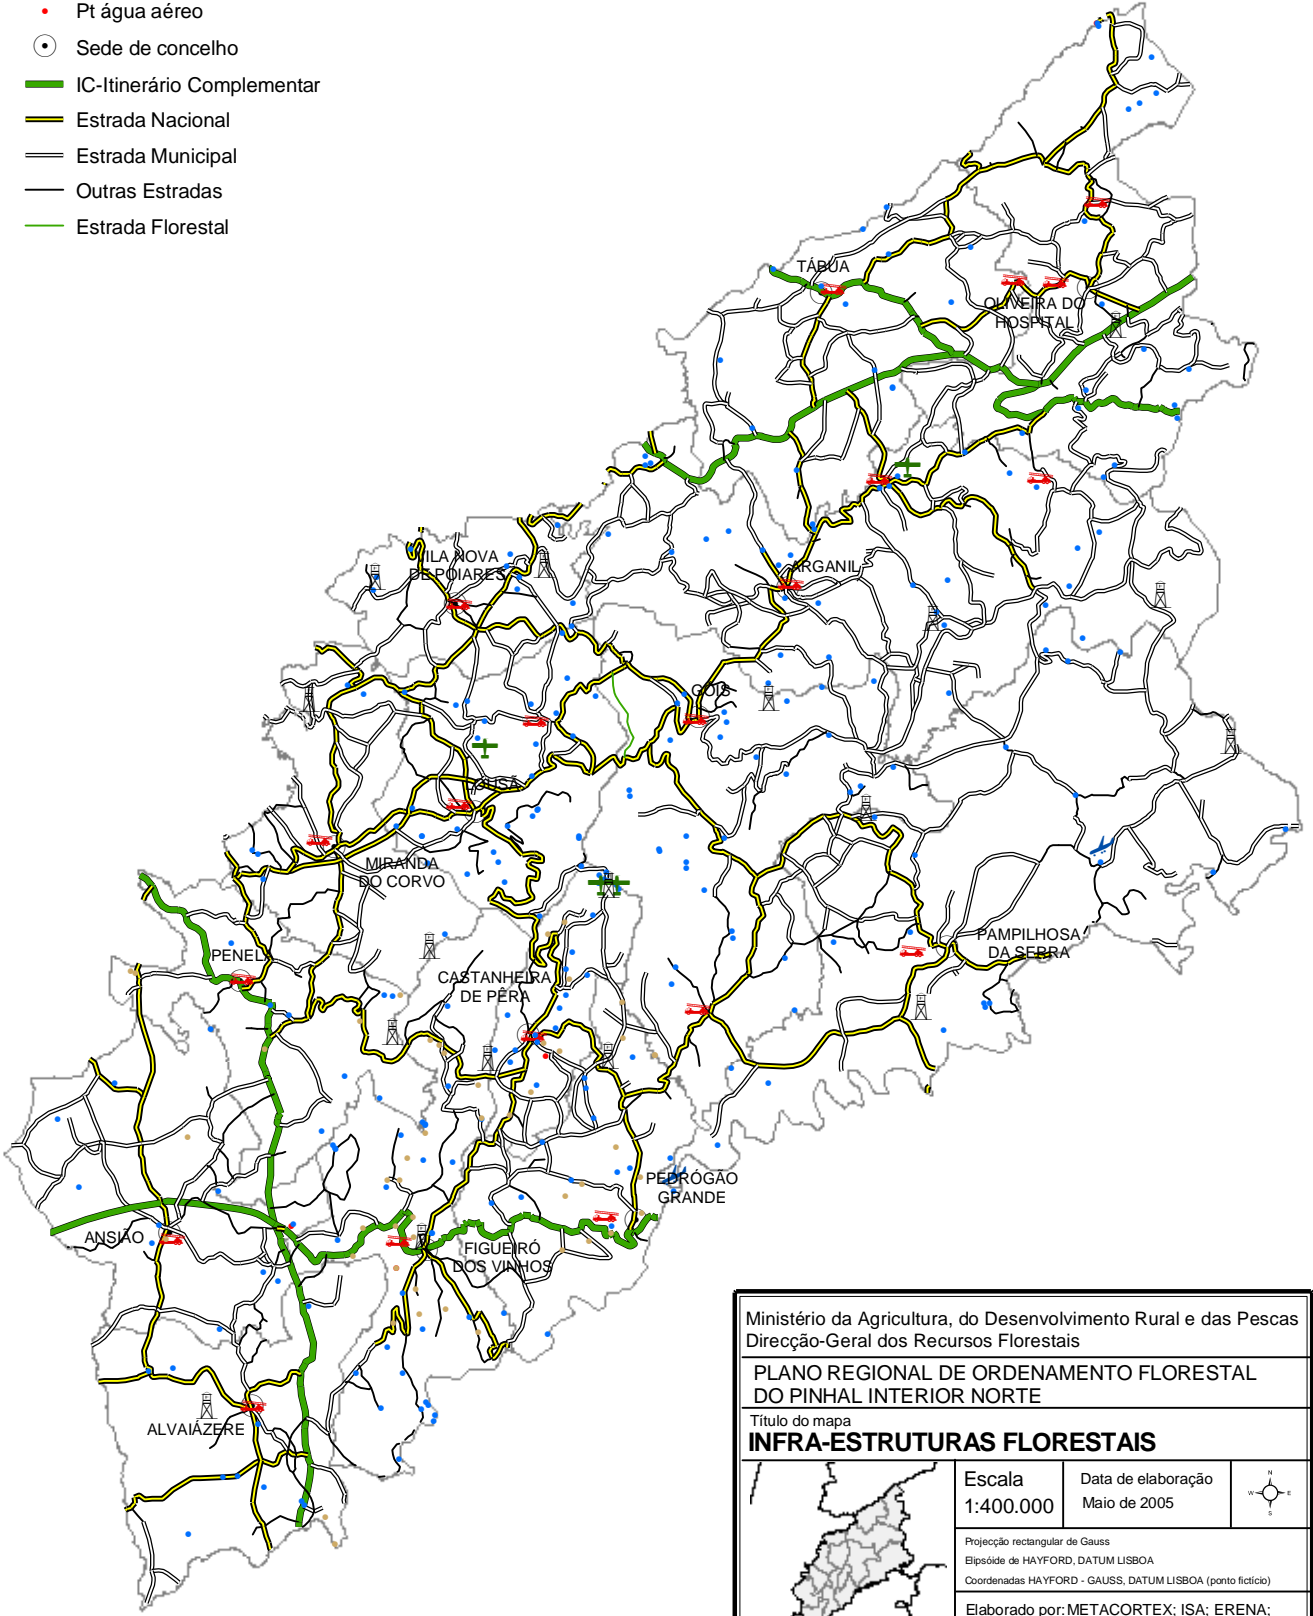 Pt água aéreo
Sede de concelho
IC-Itinerário Complementar
Estrada Nacional
Estrada Municipal
Outras Estradas
Estrada Florestal
TÁBUA
OLIVEIRA DO
HOSPITAL
VILA NOVA
DE POIARES
ARGANIL
GÓIS
LOUSÃ
MIRANDA
DO CORVO
PENELA
CASTANHEIRA
DE PÊRA
PAMPILHOSA
DA SERRA
PEDRÓGÃO
GRANDE
ANSIÃO
FIGUEIRÓ
DOS VINHOS
ALVAIÁZERE
Ministério da Agricultura, do Desenvolvimento Rural e das Pescas
Direcção-Geral dos Recursos Florestais
PLANO REGIONAL DE ORDENAMENTO FLORESTAL
DO PINHAL INTERIOR NORTE
Título do mapa
INFRA-ESTRUTURAS FLORESTAIS
Escala
1:400.000
Data de elaboração
Maio de 2005
N
W E
S
Projecção rectangular de Gauss
Elipsóide de HAYFORD, DATUM LISBOA
Coordenadas HAYFORD - GAUSS, DATUM LISBOA (ponto fictício)
Elaborado por: METACORTEX; ISA; ERENA;